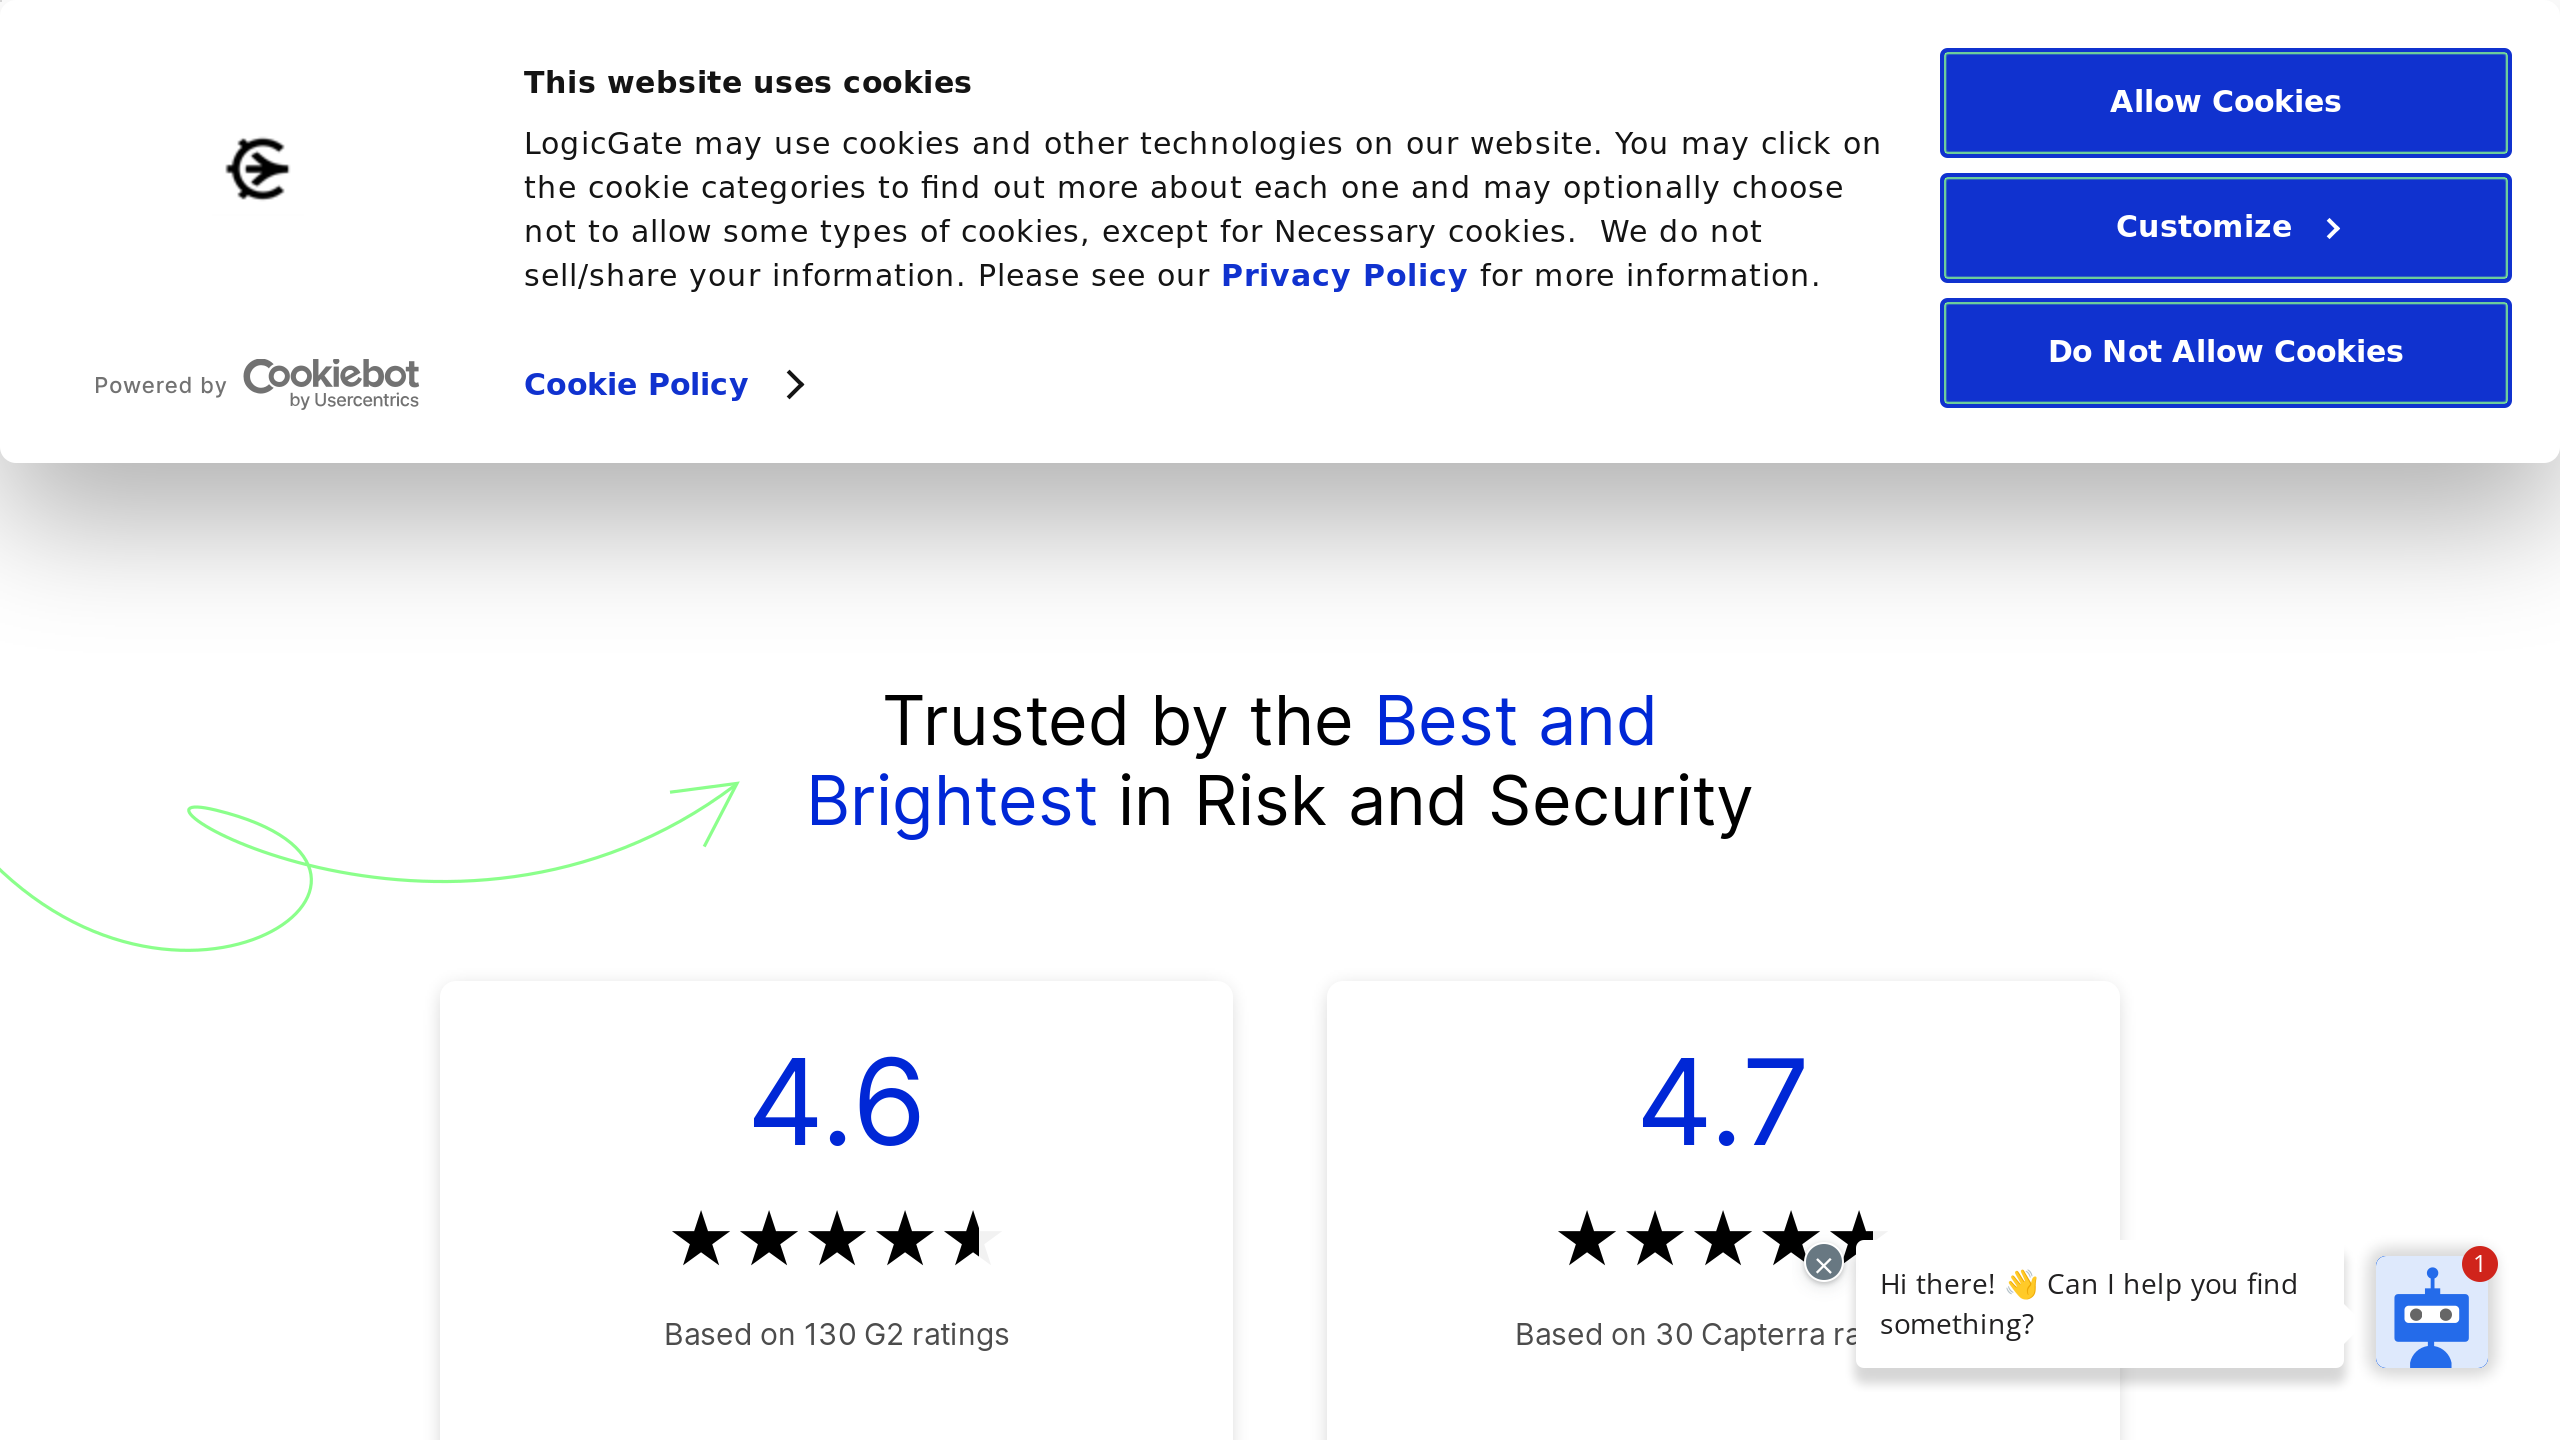 This website uses cookies
LogicGate may use cookies and other technologies on our website. You may click on
the cookie categories to find out more about each one and may optionally choose
not to allow some types of cookies, except for Necessary cookies.  We do not
sell/share your information. Please see our Privacy Policy for more information.
Powered by Cookiebot
by Usercentrics
Cookie Policy
Allow Cookies
Customize
Do Not Allow Cookies
Trusted by the Best and
Brightest in Risk and Security
4.6
Based on 130 G2 ratings
4.7
Based on 30 Capterra
Hi there! 👋 Can I help you find
something?
1